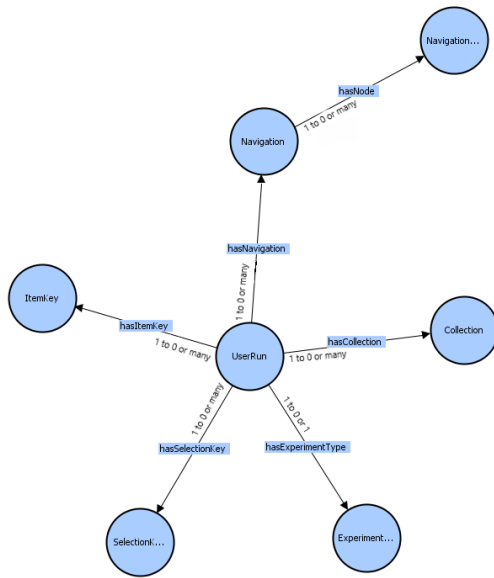 Navigation...
hasNode
1 to 0 or many
Navigation
hasNavigation
1 to 0 or many
ItemKey
hasItemKey
1 to 0 or many
UserRun
hasCollection
1 to 0 or many
Collection
1 to 0 or many
hasSelectionKey
1 to 0 or 1
hasExperimentType
SelectionK...
Experiment...